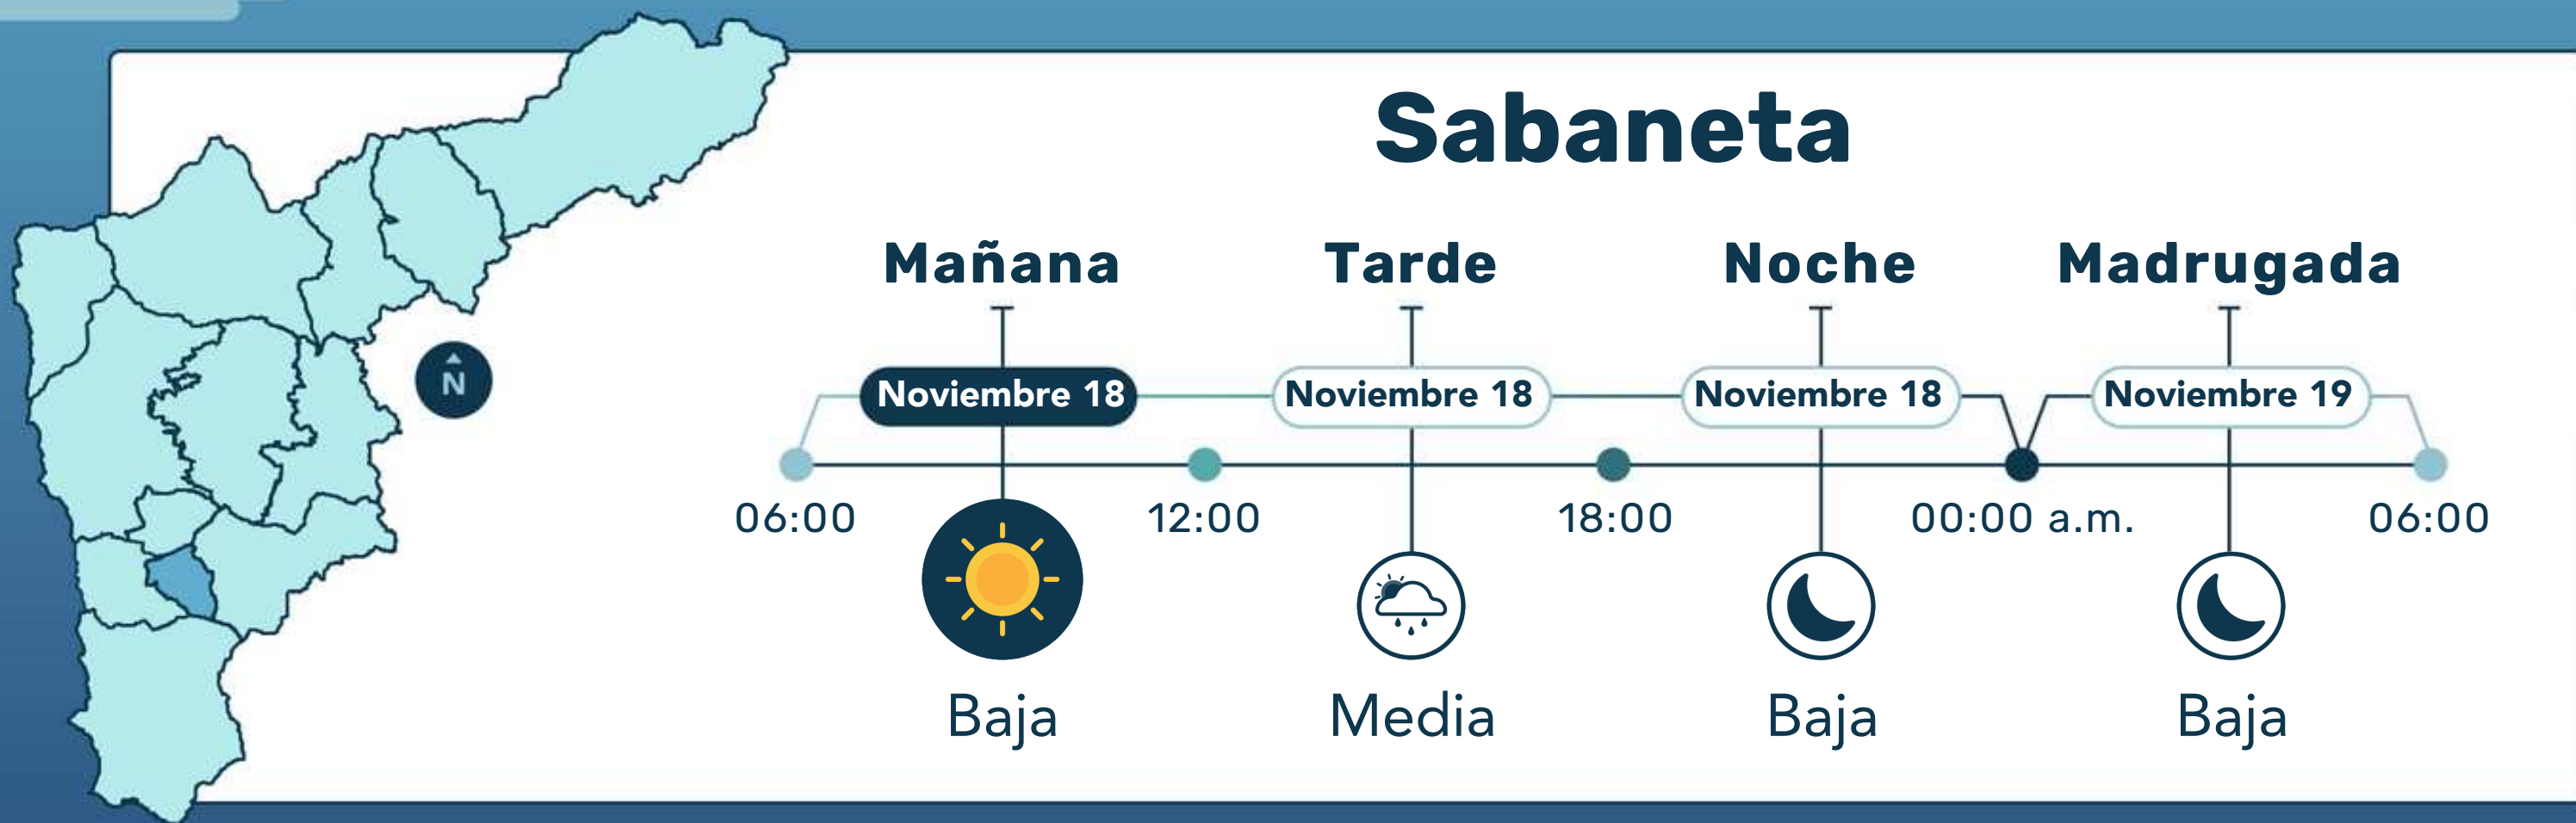 Sabaneta
Mañana Tarde Noche Madrugada
Noviembre 18 Noviembre 18 Noviembre 18 Noviembre 19
N
06:00 12:00 18:00 00:00 a.m. 06:00
Baja Media Baja Baja